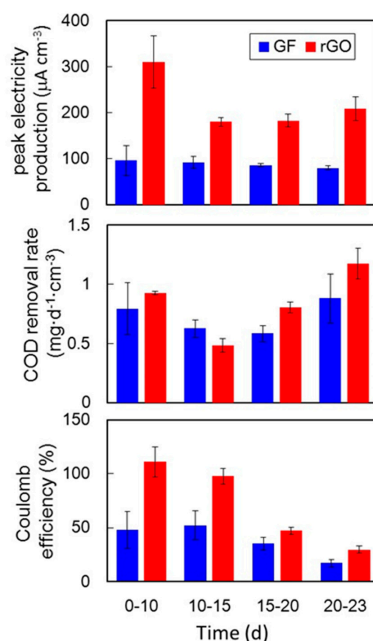 400
300
200
100
0
peak electricity
production (μA cm⁻³)
GF
rGO
1.5
1
0.5
0
COD removal rate
(mg·d⁻¹·cm⁻³)
150
100
50
0
Coulomb
efficiency (%)
0-10
10-15
15-20
20-23
Time (d)